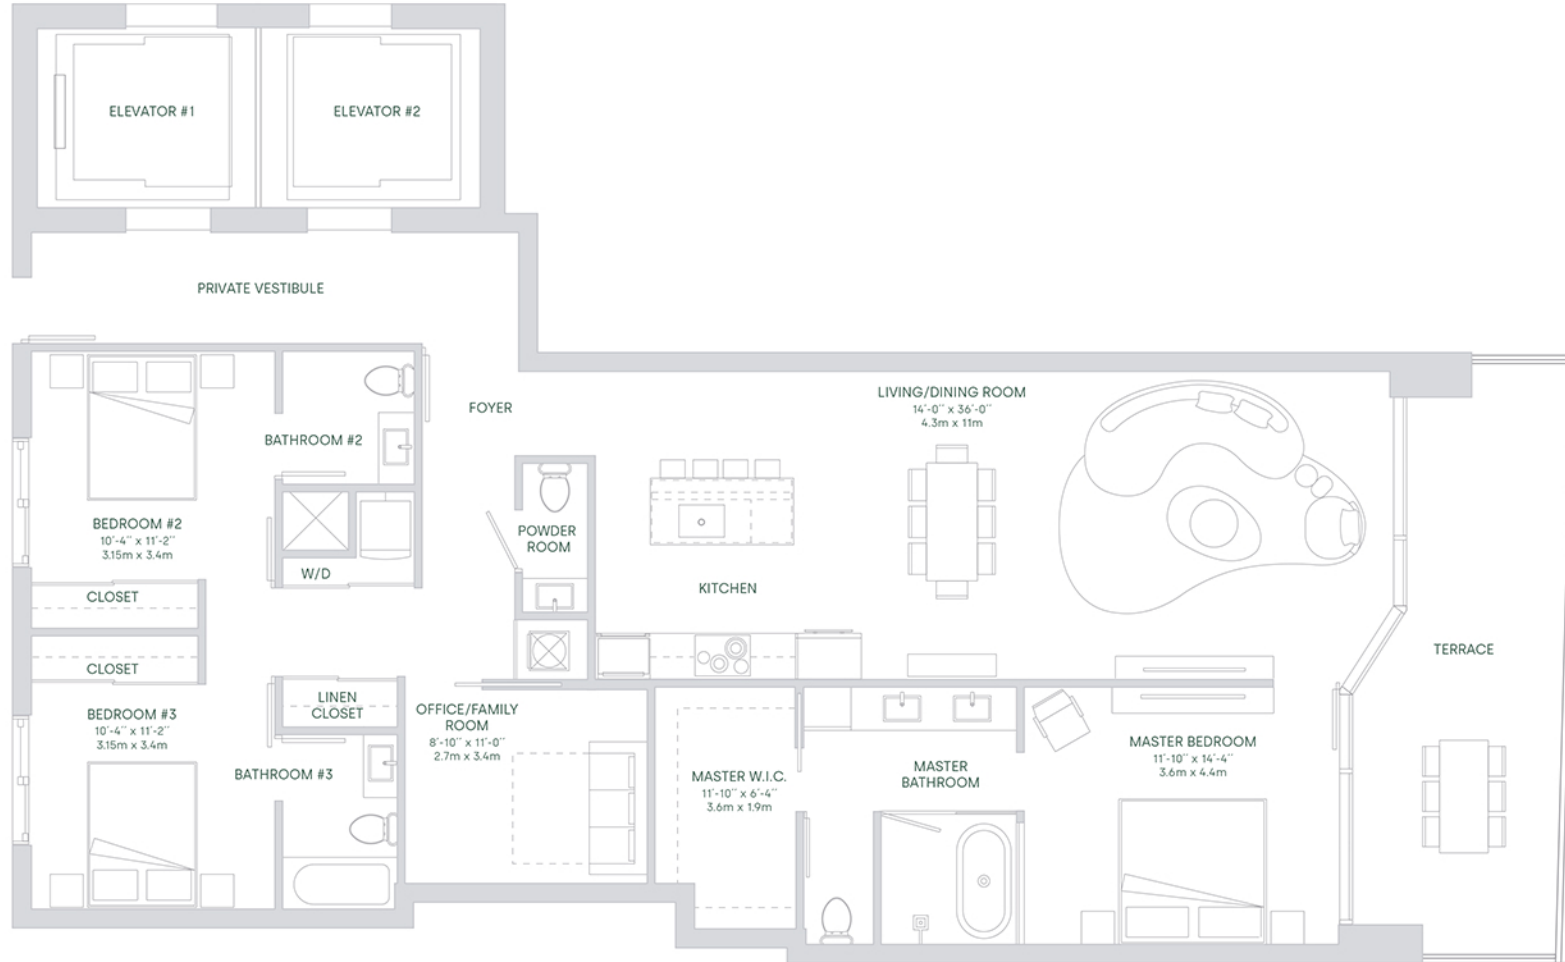 ELEVATOR #1
ELEVATOR #2
PRIVATE VESTIBULE
FOYER
LIVING/DINING ROOM
14'-0'' x 36'-0''
4.3m x 11m
BATHROOM #2
BEDROOM #2
10'-4'' x 11'-2''
3.15m x 3.4m
POWDER
ROOM
W/D
KITCHEN
CLOSET
TERRACE
CLOSET
LINEN
CLOSET
BEDROOM #3
10'-4'' x 11'-2''
3.15m x 3.4m
OFFICE/FAMILY
ROOM
8'-10'' x 11'-0''
2.7m x 3.4m
BATHROOM #3
MASTER W.I.C.
11'-10'' x 6'-4''
3.6m x 1.9m
MASTER
BATHROOM
MASTER BEDROOM
11'-10'' x 14'-4''
3.6m x 4.4m